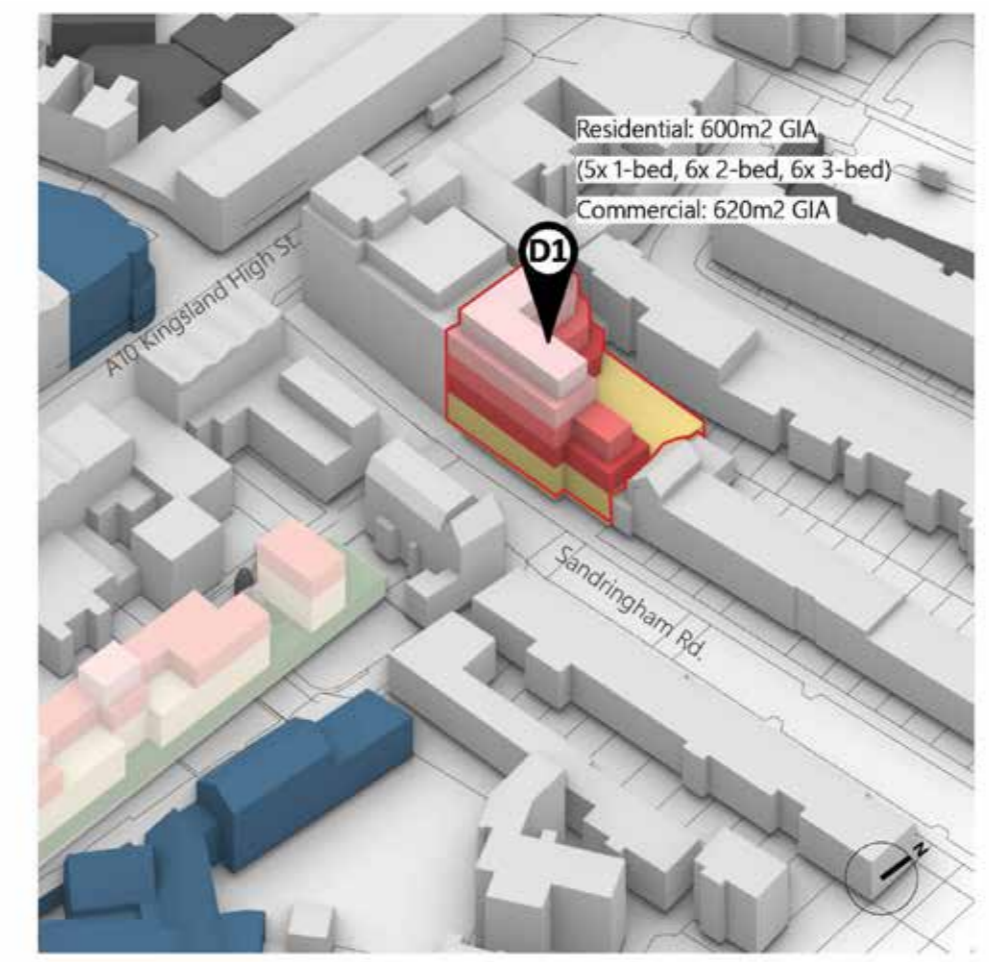 Residential: 600m2 GIA
(5x 1-bed, 6x 2-bed, 6x 3-bed)
Commercial: 620m2 GIA
D1
A10 Kingsland High St.
Sandringham Rd.
N